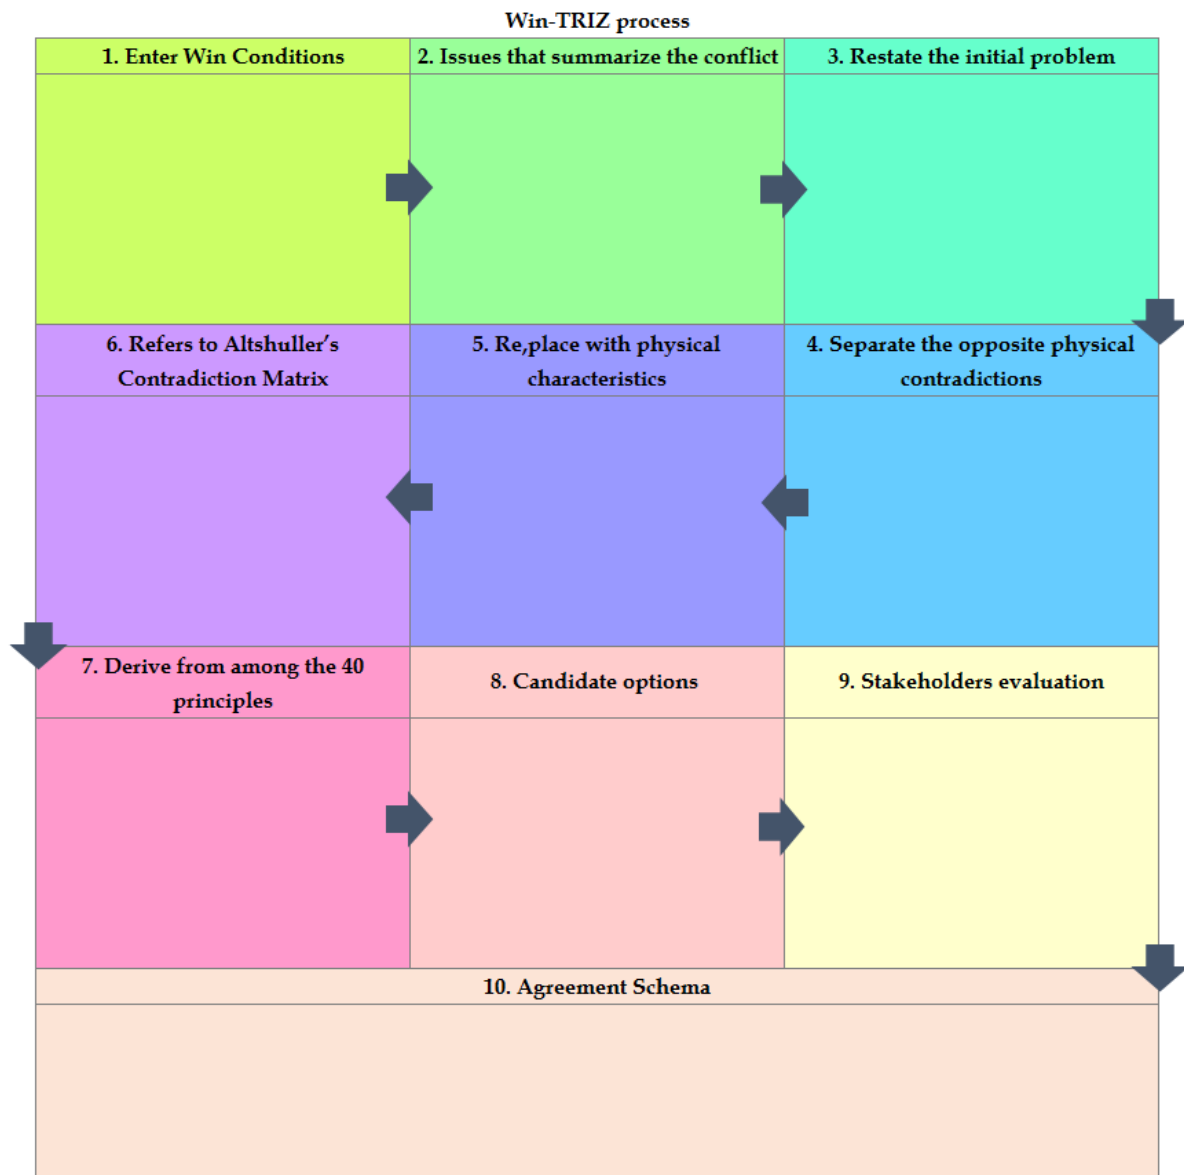 Win-TRIZ process
1. Enter Win Conditions
2. Issues that summarize the conflict
3. Restate the initial problem
6. Refers to Altshuller's
Contradiction Matrix
5. Re,place with physical
characteristics
4. Separate the opposite physical
contradictions
7. Derive from among the 40
principles
8. Candidate options
9. Stakeholders evaluation
10. Agreement Schema